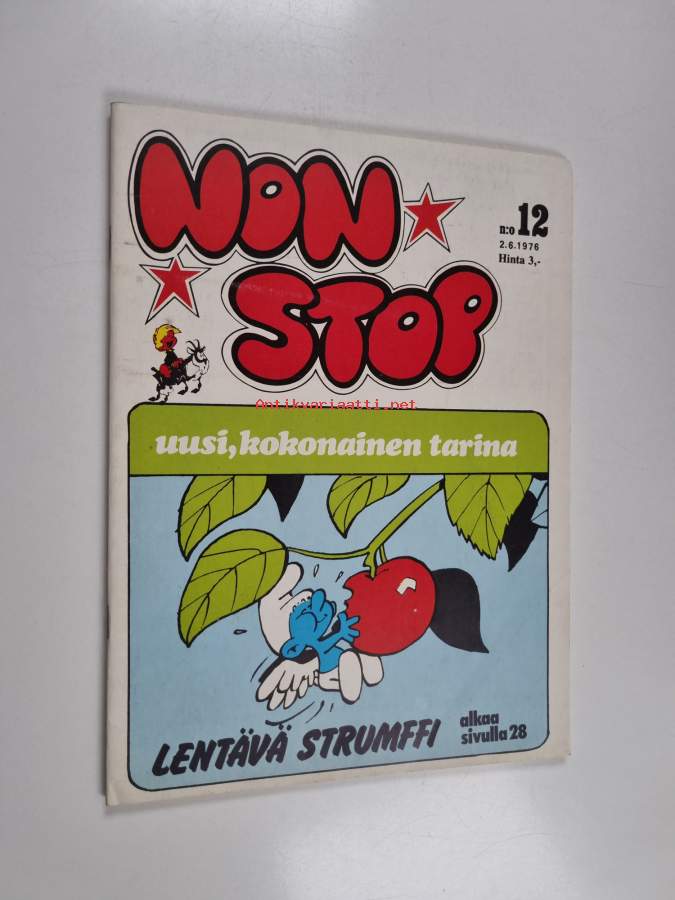 NON
STOP
n:o 12
2.6.1976
Hinta 3,-
Antikvariaatti.net
uusi, kokonainen tarina
LENTÄVÄ STRUMFFI
alkaa
sivulla 28